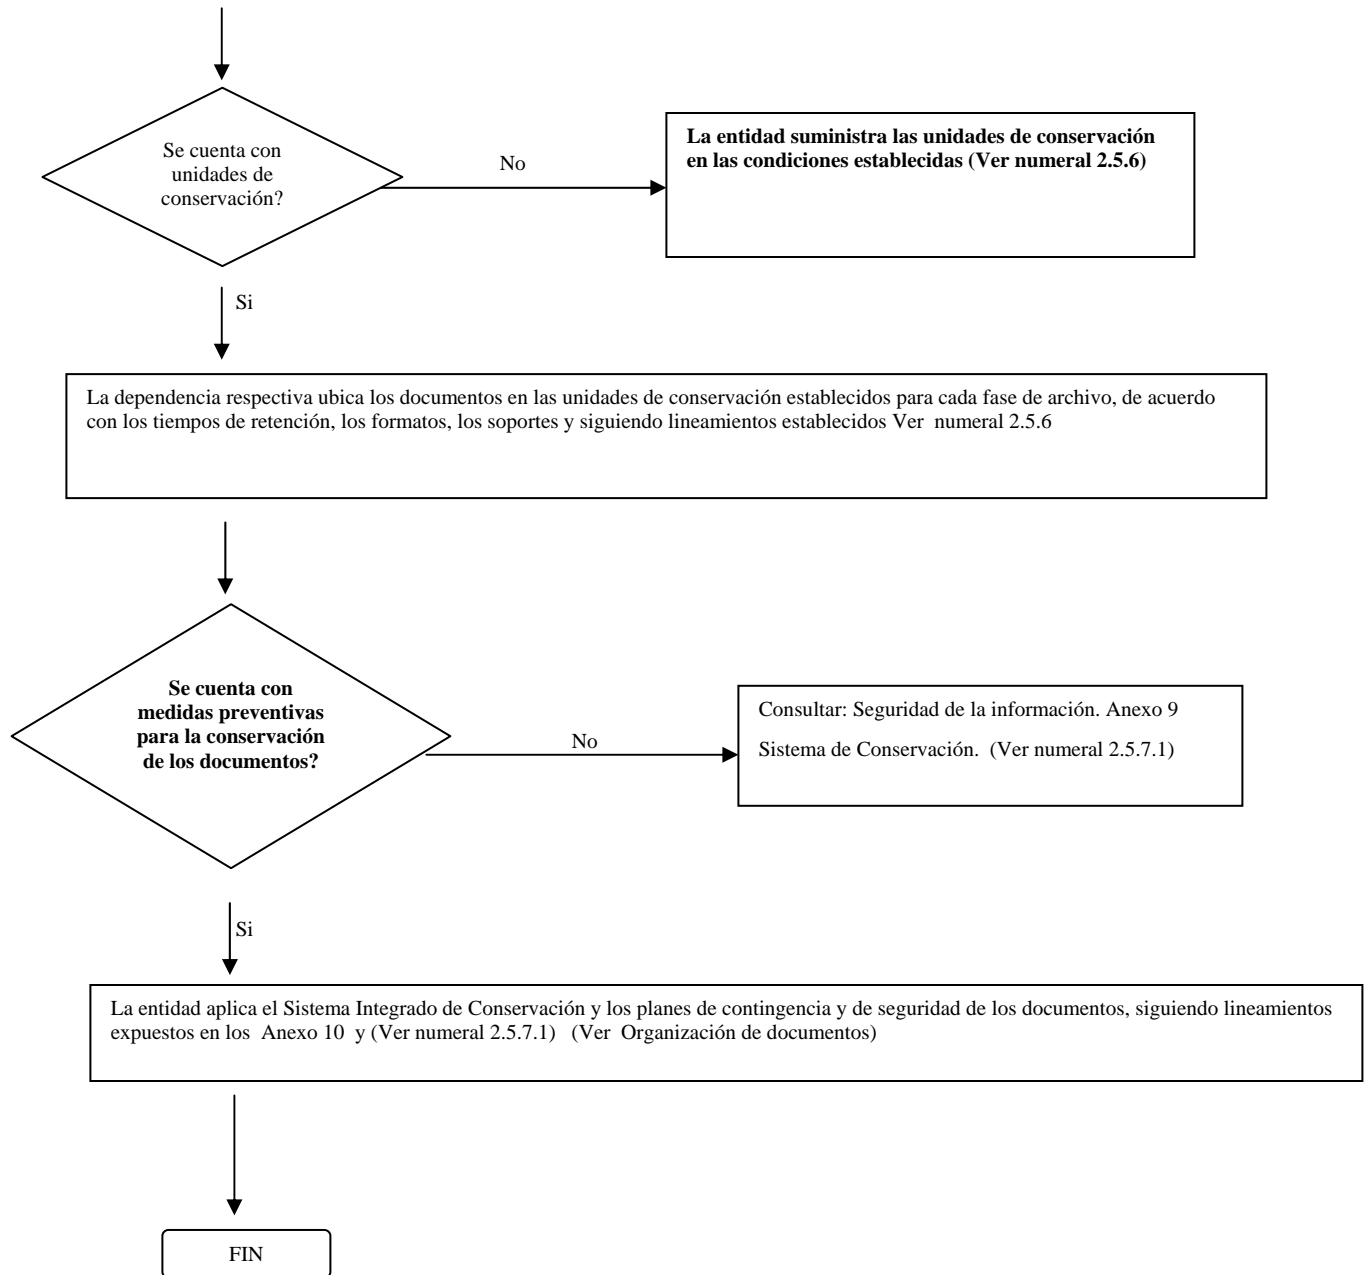 Se cuenta con
unidades de
conservación?
No
La entidad suministra las unidades de conservación
en las condiciones establecidas (Ver numeral 2.5.6)
Si
La dependencia respectiva ubica los documentos en las unidades de conservación establecidos para cada fase de archivo, de acuerdo
con los tiempos de retención, los formatos, los soportes y siguiendo lineamientos establecidos Ver numeral 2.5.6
Se cuenta con
medidas preventivas
para la conservación
de los documentos?
No
Consultar: Seguridad de la información. Anexo 9
Sistema de Conservación. (Ver numeral 2.5.7.1)
Si
La entidad aplica el Sistema Integrado de Conservación y los planes de contingencia y de seguridad de los documentos, siguiendo lineamientos
expuestos en los Anexo 10 y (Ver numeral 2.5.7.1) (Ver Organización de documentos)
FIN